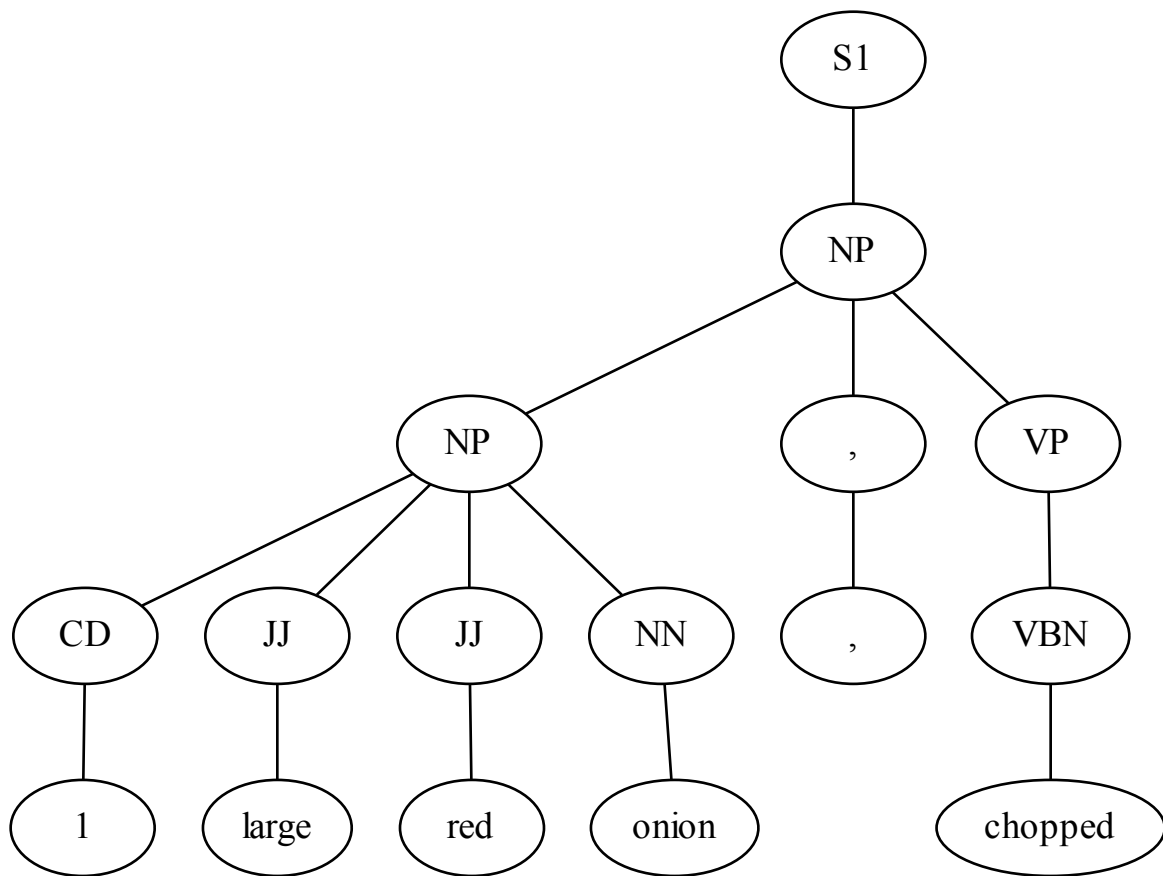 S1
NP
NP , VP
CD JJ JJ NN , VBN
1 large red onion chopped